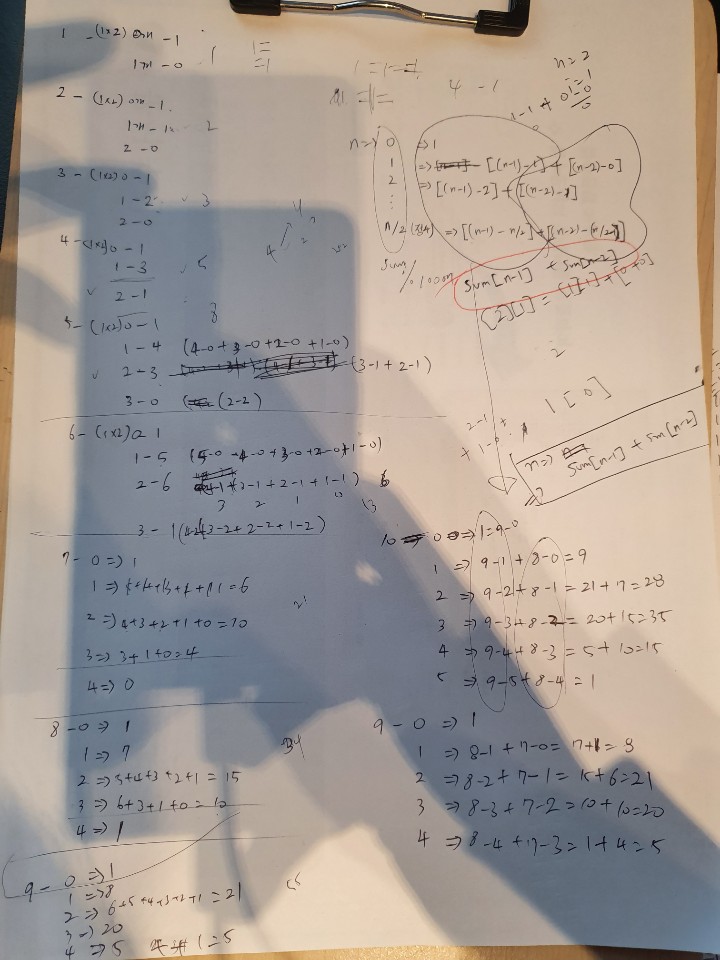 1 - (1x2) 0개 - 1
1개 - 0
1
2 - (1x2) 0개 - 1
1개 - 1
2
2 - 0
3 - (1x2) 0 - 1
1 - 2
3
2 - 0
4 - (1x2) 0 - 1
1 - 3
5
2 - 1
5 - (1x2) 0 - 1
8
1 - 4 (4-0 + 3-0 + 2-0 + 1-0)
2 - 3 (3-1 + 2-1)
3 - 0 (2-2)
6 - (1x2) 0 1
1 - 5 (5-0 + 4-0 + 3-0 + 2-0 + 1-0)
2 - 6 (4-1 + 3-1 + 2-1 + 1-1)
3 2 1 0 13
3 - 1 (4-2 + 3-2 + 2-2 + 1-2)
7 - 0 => 1
1 => 6
2 => 4+3+2+1+0=10
3 => 3+1+0=4
21
4 => 0
8 - 0 => 1
1 => 7
34
2 => 5+4+3+2+1 = 15
3 => 6+3+1+0 = 10
4 => 1
9 - 0 => 1
1 => 8
2 => 6+5+4+3+2+1 = 21
55
3 => 20
4 => 5 1=5
n=2
4 - 1
n => 0 => 1
1 => [(n-1)-1] + [(n-2)-0]
2 => [(n-1)-2] + [(n-2)-1]
n/2 (정수) => [(n-1) - n/2] + [(n-2) - (n/2-1)]
sum[n-1] + sum[n-2]
[2][1] = [1][1] + [0][0]
2
1 [0]
n => sum[n-1] + sum[n-2]
10 0 => 1 = 9-0
1 => 9-1 + 8-0 = 9
2 => 9-2 + 8-1 = 21+7 = 28
3 => 9-3 + 8-2 = 20+15=35
4 => 9-4 + 8-3 = 5+10=15
5 => 9-5 + 8-4 = 1
9 - 0 => 1
1 => 8-1 + 7-0 = 7+1 = 8
2 => 8-2 + 7-1 = 15+6=21
3 => 8-3 + 7-2 = 10+10=20
4 => 8-4 + 7-3 = 1+4=5